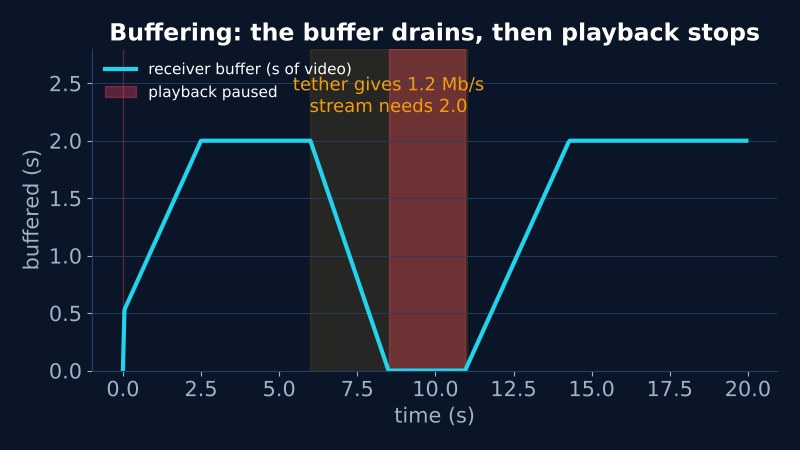 Buffering: the buffer drains, then playback stops
receiver buffer (s of video)
playback paused
tether gives 1.2 Mb/s
stream needs 2.0
buffered (s)
2.5
2.0
1.5
1.0
0.5
0.0
0.0 2.5 5.0 7.5 10.0 12.5 15.0 17.5 20.0
time (s)